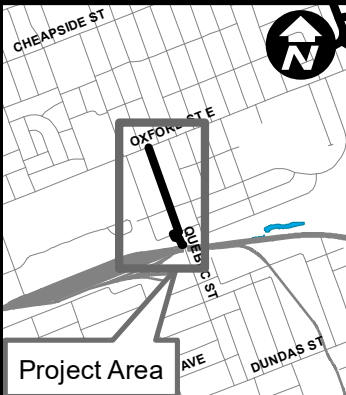 CHEAPSIDE ST
N
OXFORD ST E
QUEBEC ST
AVE
DUNDAS ST
Project Area